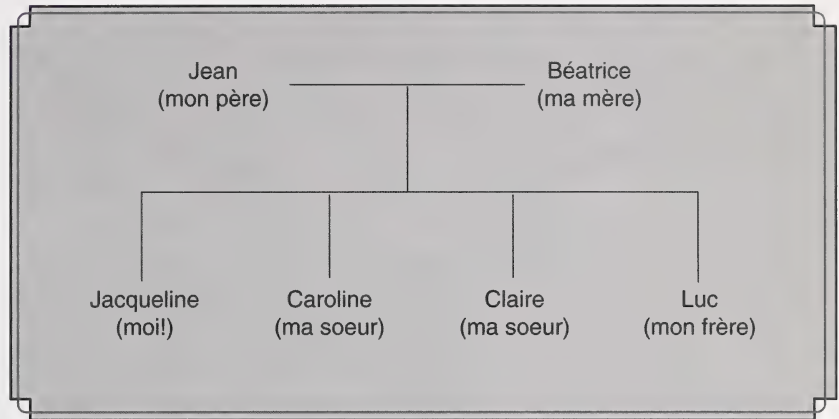 Jean
(mon père)
Béatrice
(ma mère)
Jacqueline
(moi!)
Caroline
(ma soeur)
Claire
(ma soeur)
Luc
(mon frère)